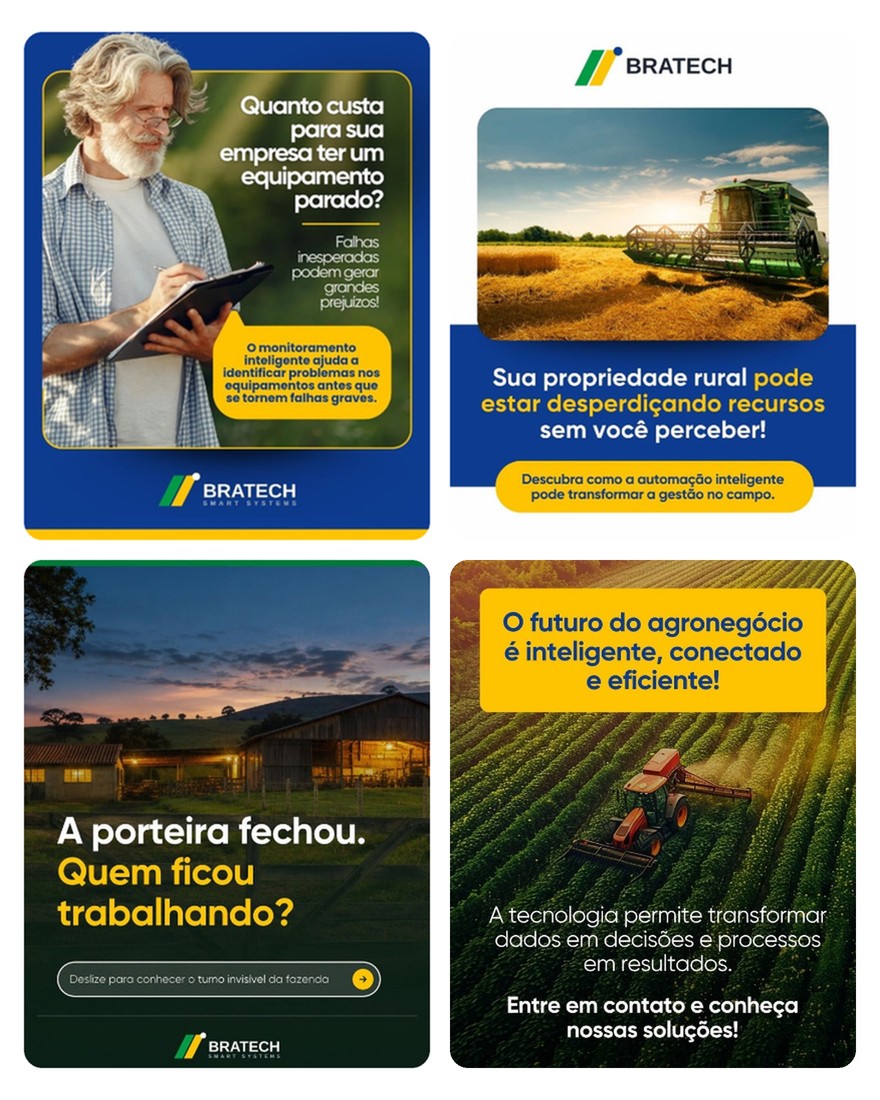 Quanto custa
para sua
empresa ter um
equipamento
parado?
Falhas
inesperadas
podem gerar
grandes
prejuízos!
O monitoramento
inteligente ajuda a
identificar problemas nos
equipamentos antes que
se tornem falhas graves.
BRATECH
SMART SYSTEMS
BRATECH
Sua propriedade rural pode
estar desperdiçando recursos
sem você perceber!
Descubra como a automação inteligente
pode transformar a gestão no campo.
A porteira fechou.
Quem ficou
trabalhando?
Deslize para conhecer o turno invisível da fazenda
BRATECH
SMART SYSTEMS
O futuro do agronegócio
é inteligente, conectado
e eficiente!
A tecnologia permite transformar
dados em decisões e processos
em resultados.
Entre em contato e conheça
nossas soluções!